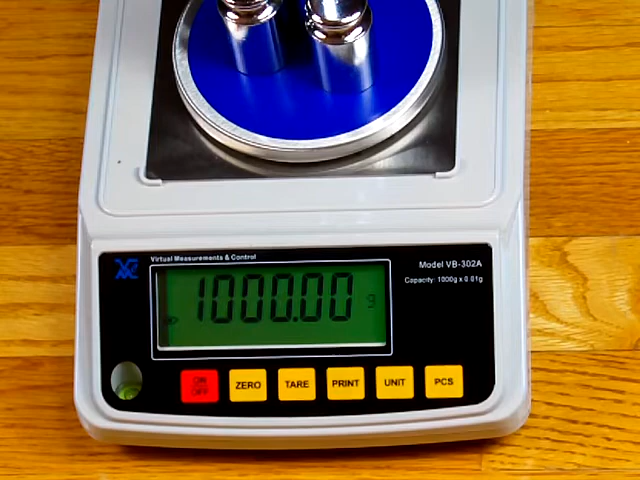 Virtual Measurements & Control
Model VB-302A
Capacity: 1000g x 0.01g
1000.00 g
ON
OFF
ZERO
TARE
PRINT
UNIT
PCS